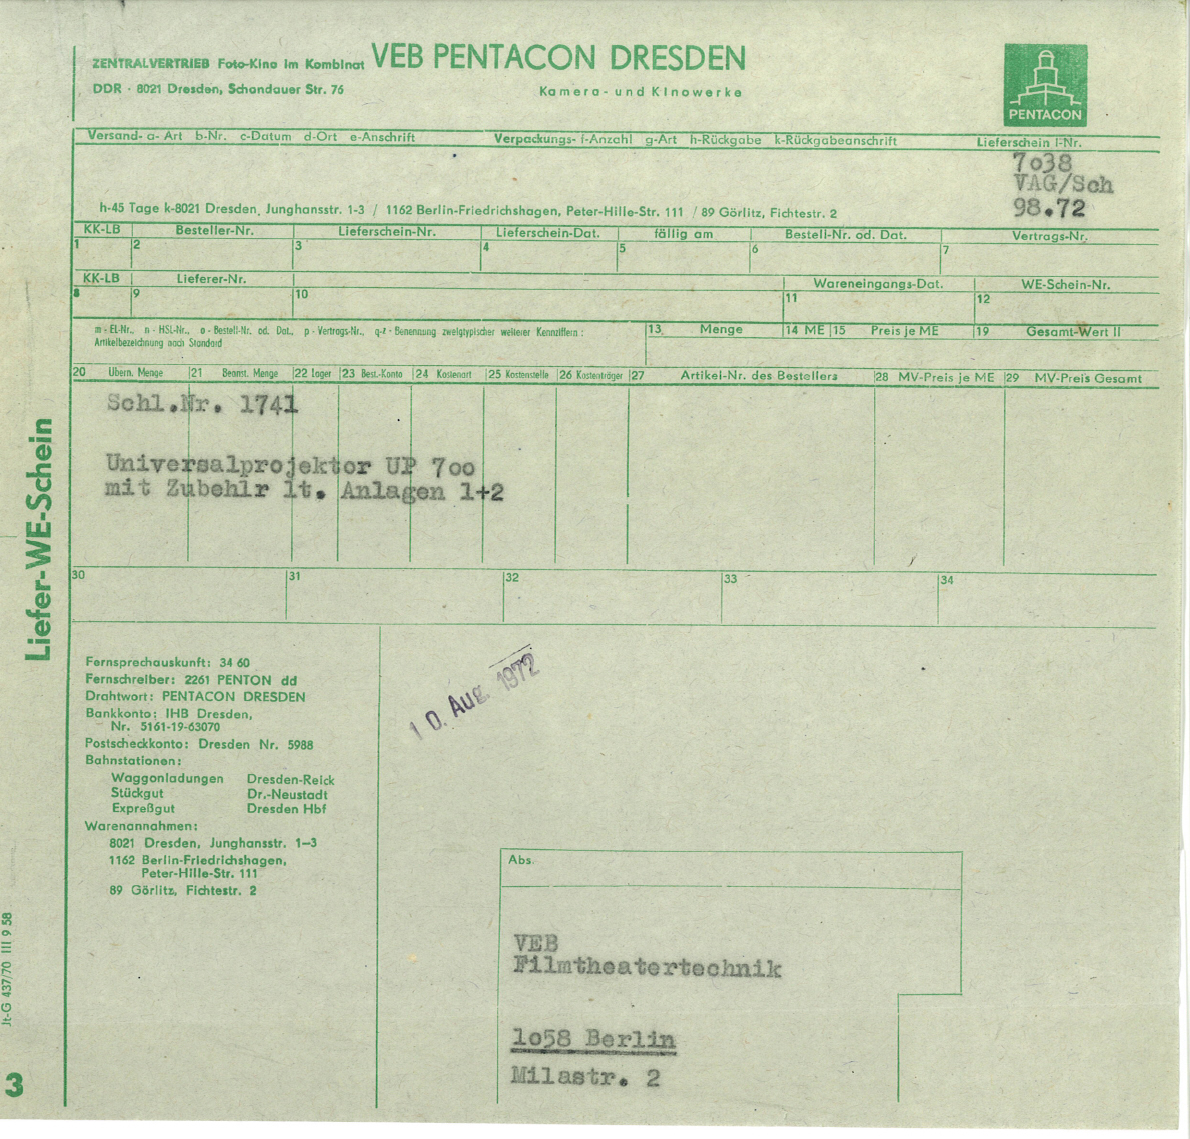 ZENTRALVERTRIEB Foto-Kino im Kombinat VEB PENTACON DRESDEN
DDR · 8021 Dresden, Schandauer Str. 76
Kamera- und Kinowerke
PENTACON
Versand- a- Art b-Nr. c-Datum d-Ort e-Anschrift
Verpackungs- f-Anzahl g-Art h-Rückgabe k-Rückgabeanschrift
Lieferschein l-Nr.
7o38
VAG/Sch
98.72
h-45 Tage k-8021 Dresden, Junghansstr. 1-3 / 1162 Berlin-Friedrichshagen, Peter-Hille-Str. 111 / 89 Görlitz, Fichtestr. 2
KK-LB Besteller-Nr. Lieferschein-Nr. Lieferschein-Dat. fällig am Bestell-Nr. od. Dat. Vertrags-Nr.
1 2 3 4 5 6 7
KK-LB Lieferer-Nr. Wareneingangs-Dat. WE-Schein-Nr.
8 9 10 11 12
m - EL-Nr., n - HSL-Nr., o - Bestell-Nr. od. Dat., p - Vertrags-Nr., q-z - Benennung zweigtypischer weiterer Kennziffern :
Artikelbezeichnung nach Standard
13 Menge 14 ME 15 Preis je ME 19 Gesamt-Wert II
20 Übern. Menge 21 Beanst. Menge 22 Lager 23 Best.-Konto 24 Kostenart 25 Kostenstelle 26 Kostenträger 27 Artikel-Nr. des Bestellers 28 MV-Preis je ME 29 MV-Preis Gesamt
Schl.Nr. 1741
Universalprojektor UP 7oo
mit Zubehlr lt. Anlagen 1+2
30 31 32 33 34
Liefer-WE-Schein
Fernsprechauskunft: 34 60
Fernschreiber: 2261 PENTON dd
Drahtwort: PENTACON DRESDEN
Bankkonto: IHB Dresden,
Nr. 5161-19-63070
Postscheckkonto: Dresden Nr. 5988
Bahnstationen:
Waggonladungen Dresden-Reick
Stückgut Dr.-Neustadt
Expreßgut Dresden Hbf
Warenannahmen:
8021 Dresden, Junghansstr. 1-3
1162 Berlin-Friedrichshagen,
Peter-Hille-Str. 111
89 Görlitz, Fichtestr. 2
10. Aug. 1972
Abs.
VEB
Filmtheatertechnik
1o58 Berlin
Milastr. 2
Jt-G 437/70 III 9 58
3